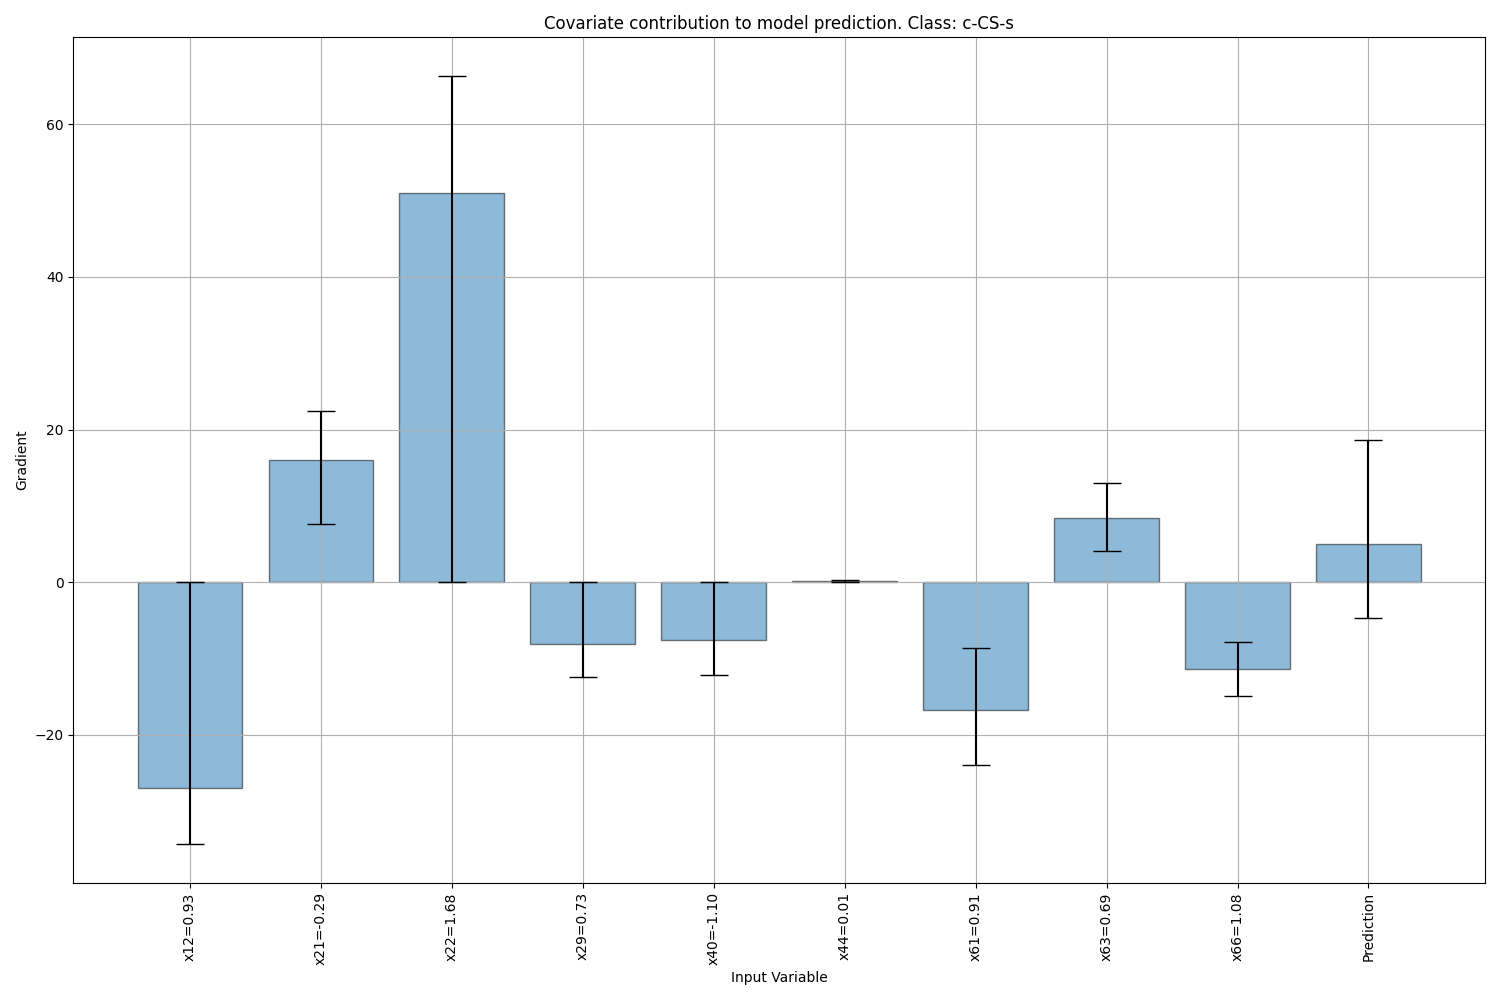 Covariate contribution to model prediction. Class: c-CS-s
60
40
20
0
−20
Gradient
x12=0.93
x21=-0.29
x22=1.68
x29=0.73
x40=-1.10
x44=0.01
x61=0.91
x63=0.69
x66=1.08
Prediction
Input Variable